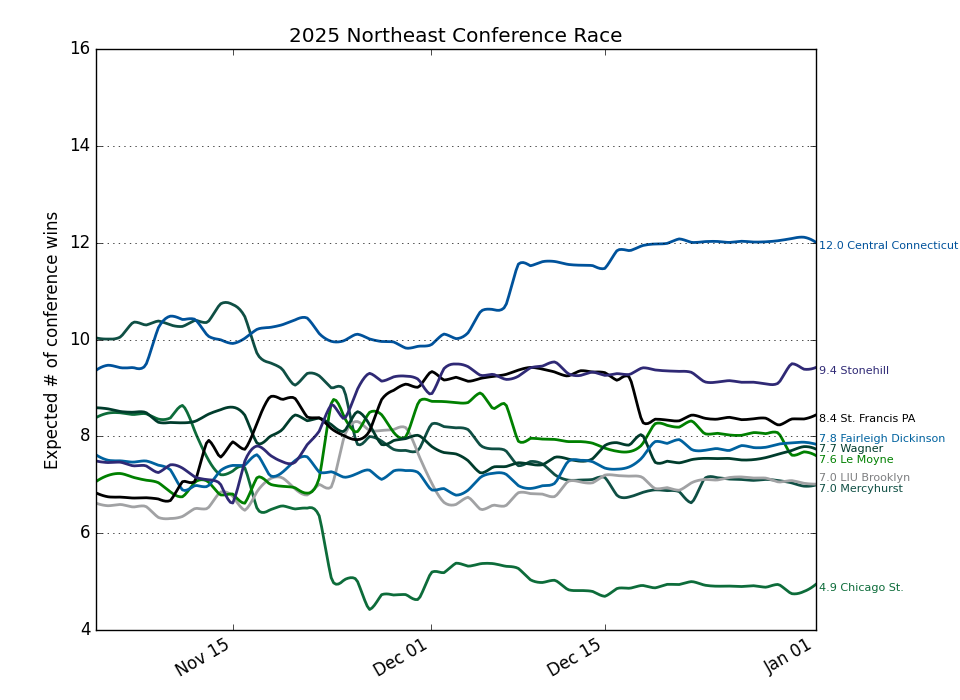 2025 Northeast Conference Race
Expected # of conference wins
16
14
12
10
8
6
4
Nov 15
Dec 01
Dec 15
Jan 01
12.0 Central Connecticut
9.4 Stonehill
8.4 St. Francis PA
7.8 Fairleigh Dickinson
7.7 Wagner
7.6 Le Moyne
7.0 LIU Brooklyn
7.0 Mercyhurst
4.9 Chicago St.